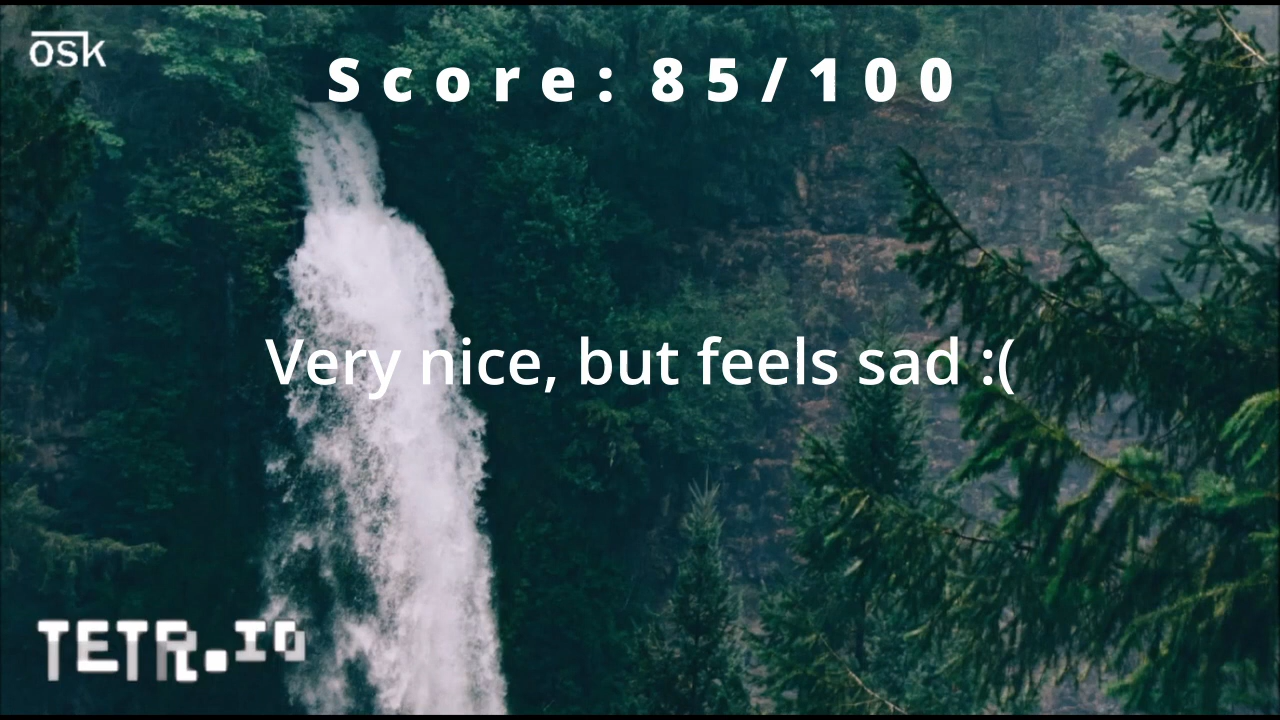 osk
Score: 85/100
Very nice, but feels sad :(
TETR.IO